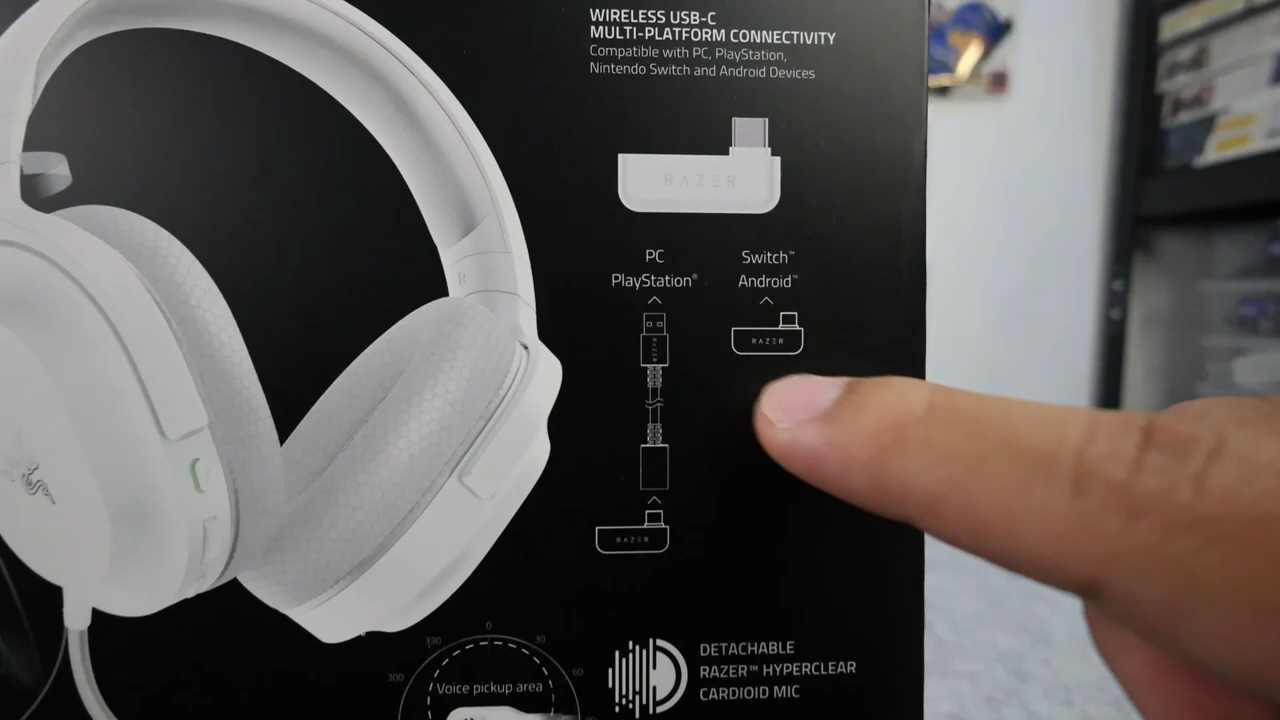 WIRELESS USB-C
MULTI-PLATFORM CONNECTIVITY
Compatible with PC, PlayStation,
Nintendo Switch and Android Devices
RAZER
PC
PlayStation®
Switch™
Android™
RAZER
RAZER
RAZER
R
0
330
30
300
60
Voice pickup area
DETACHABLE
RAZER™ HYPERCLEAR
CARDIOID MIC